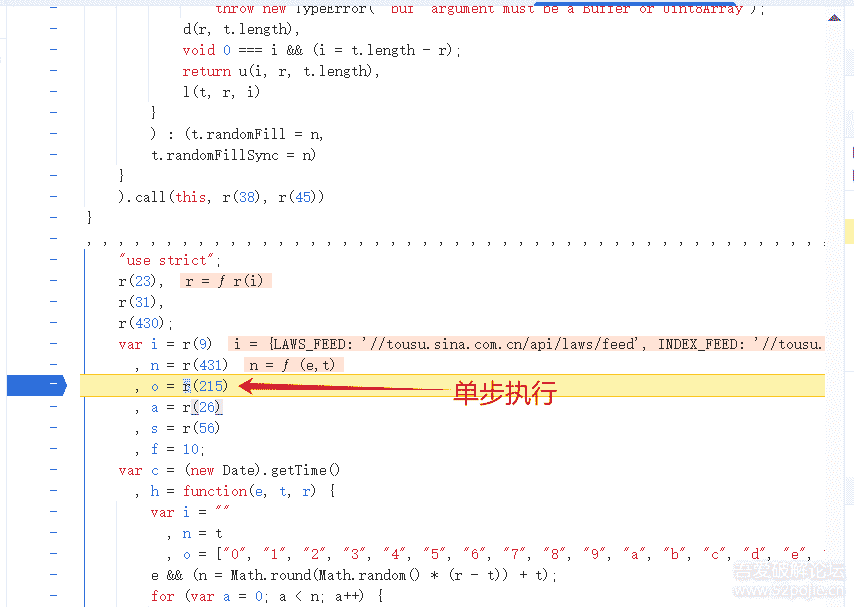 throw new TypeError( "buf" argument must be a Buffer or Uint8Array );
d(r, t.length),
void 0 === i && (i = t.length - r);
return u(i, r, t.length),
l(t, r, i)
}
) : (t.randomFill = n,
t.randomFillSync = n)
}
).call(this, r(38), r(45))
}
, , , , , , , , , , , , , , , , , , , , , , , , , , , , , , , , , , , , , , , , , , , , , , ,
"use strict";
r(23), r = ƒ r(i)
r(31),
r(430);
var i = r(9) i = {LAWS_FEED: '//tousu.sina.com.cn/api/laws/feed', INDEX_FEED: '//tousu.
, n = r(431) n = ƒ (e,t)
, o = r(215) 单步执行
, a = r(26)
, s = r(56)
, f = 10;
var c = (new Date).getTime()
, h = function(e, t, r) {
var i = ""
, n = t
, o = ["0", "1", "2", "3", "4", "5", "6", "7", "8", "9", "a", "b", "c", "d", "e", "
e && (n = Math.round(Math.random() * (r - t)) + t);
for (var a = 0; a < n; a++) {
吾爱破解论坛
www.52pojie.cn